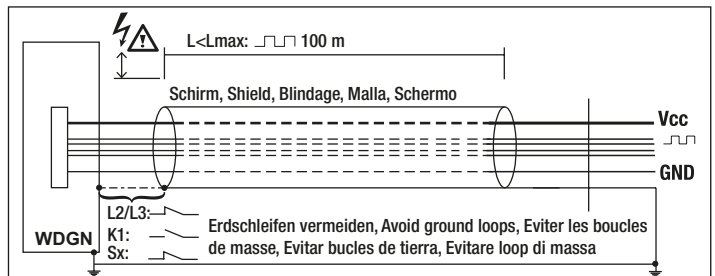 L<Lmax: 100 m
Schirm, Shield, Blindage, Malla, Schermo
Vcc
GND
L2/L3:
K1:
Sx:
WDGN
Erdschleifen vermeiden, Avoid ground loops, Eviter les boucles
de masse, Evitar bucles de tierra, Evitare loop di massa